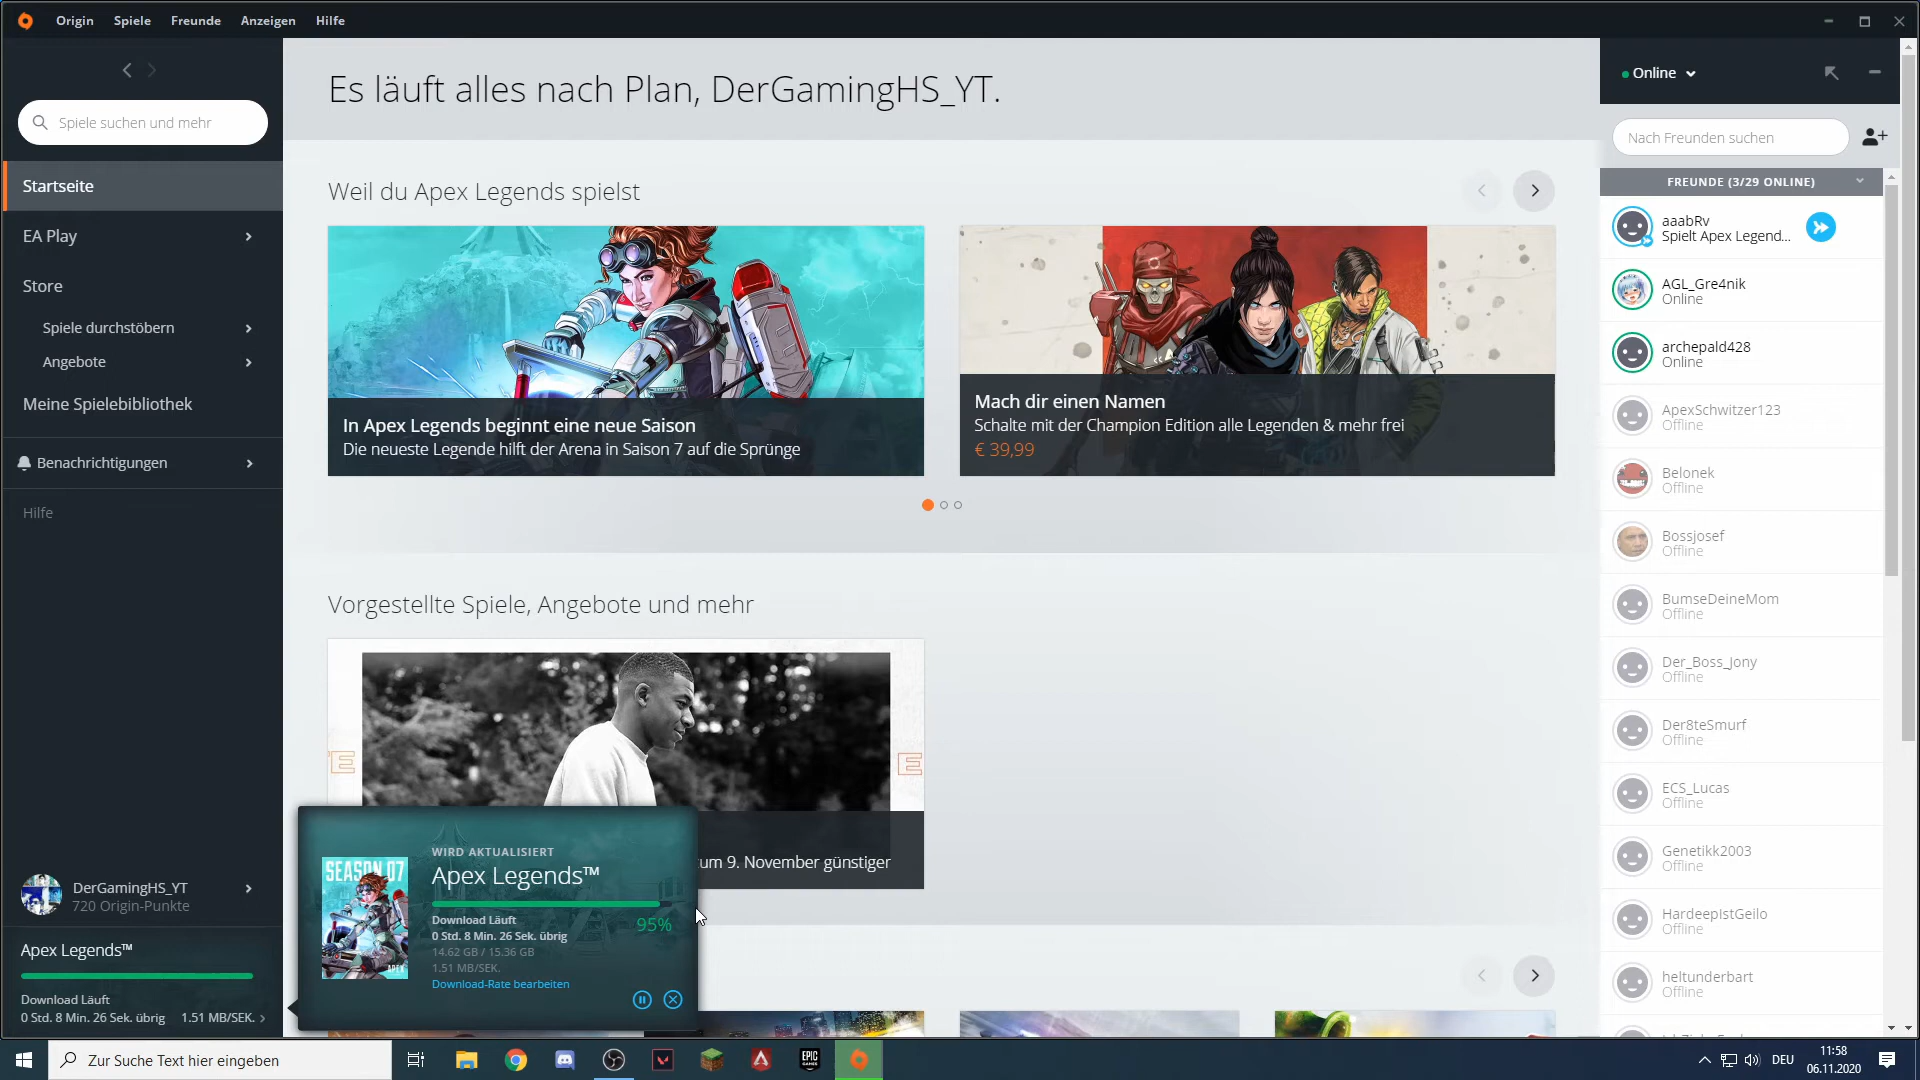 Origin Spiele Freunde Anzeigen Hilfe
Spiele suchen und mehr
Startseite
EA Play
Store
Spiele durchstöbern
Angebote
Meine Spielebibliothek
Benachrichtigungen
Hilfe
DerGamingHS_YT
720 Origin-Punkte
Apex Legends™
Download Läuft
0 Std. 8 Min. 26 Sek. übrig 1.51 MB/SEK.
Es läuft alles nach Plan, DerGamingHS_YT.
Weil du Apex Legends spielst
In Apex Legends beginnt eine neue Saison
Die neueste Legende hilft der Arena in Saison 7 auf die Sprünge
Mach dir einen Namen
Schalte mit der Champion Edition alle Legenden & mehr frei
€ 39,99
Vorgestellte Spiele, Angebote und mehr
zum 9. November günstiger
SEASON 07
APEX
WIRD AKTUALISIERT
Apex Legends™
Download Läuft
95%
0 Std. 8 Min. 26 Sek. übrig
14.62 GB / 15.36 GB
1.51 MB/SEK.
Download-Rate bearbeiten
Online
Nach Freunden suchen
FREUNDE (3/29 ONLINE)
aaabRv
Spielt Apex Legend...
AGL_Gre4nik
Online
archepald428
Online
ApexSchwitzer123
Offline
Belonek
Offline
Bossjosef
Offline
BumseDeineMom
Offline
Der_Boss_Jony
Offline
Der8teSmurf
Offline
ECS_Lucas
Offline
Genetikk2003
Offline
HardeepIstGeilo
Offline
heltunderbart
Offline
Zur Suche Text hier eingeben
EPIC
GAMES
DEU
11:58
06.11.2020